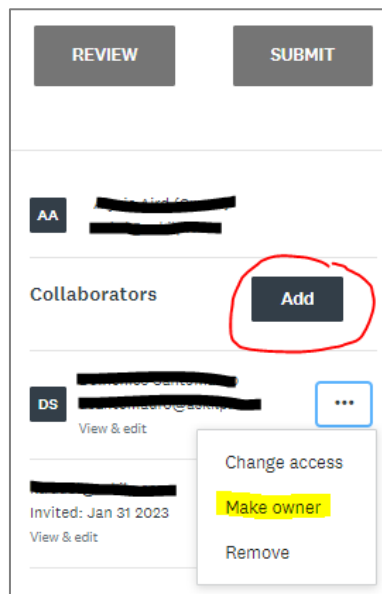 REVIEW SUBMIT
AA
Collaborators Add
DS
View & edit
Change access
Invited: Jan 31 2023
Make owner
View & edit
Remove